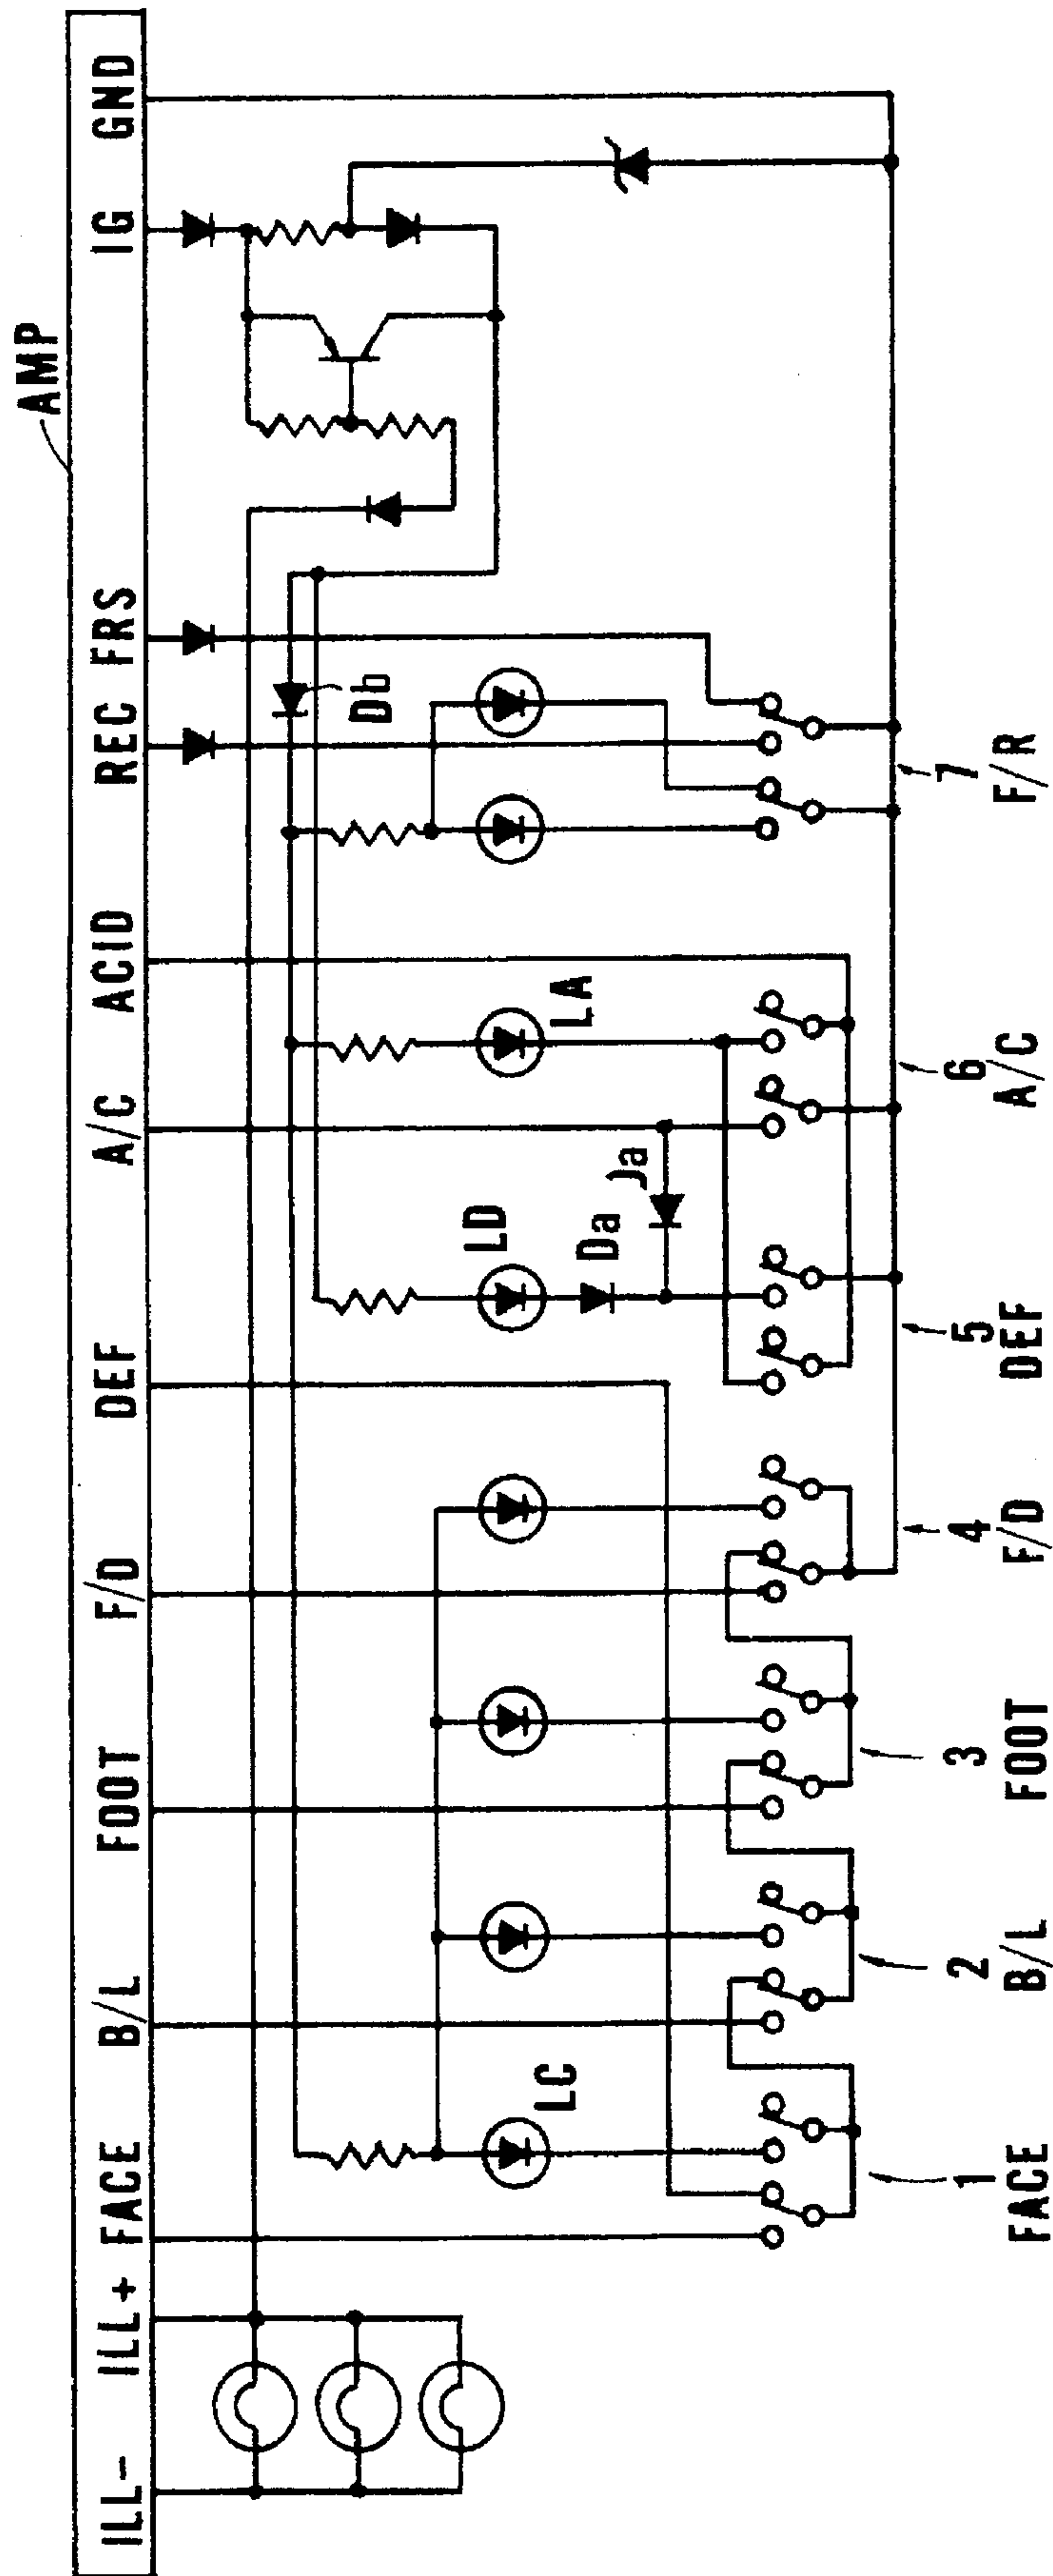 AMP
ILL- ILL+ FACE B/L FOOT F/D DEF A/C ACID REC FRS IG GND
Db
LC
LD
LA
Da
Ja
1 2 3 4 5 6 7
FACE B/L FOOT F/D DEF A/C F/R